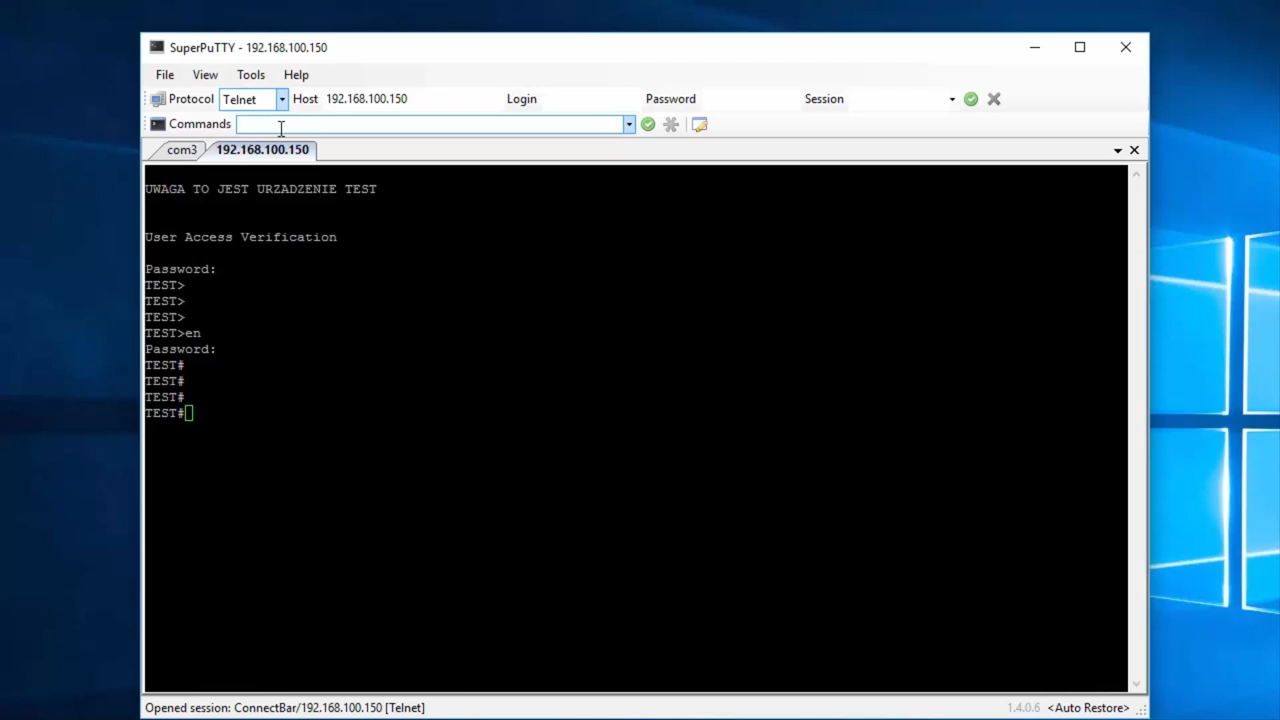 SuperPuTTY - 192.168.100.150
File View Tools Help
Protocol Telnet Host 192.168.100.150 Login Password Session
Commands
com3 192.168.100.150
UWAGA TO JEST URZADZENIE TEST
User Access Verification
Password:
TEST>
TEST>
TEST>
TEST>en
Password:
TEST#
TEST#
TEST#
TEST#
Opened session: ConnectBar/192.168.100.150 [Telnet] 1.4.0.6 <Auto Restore>